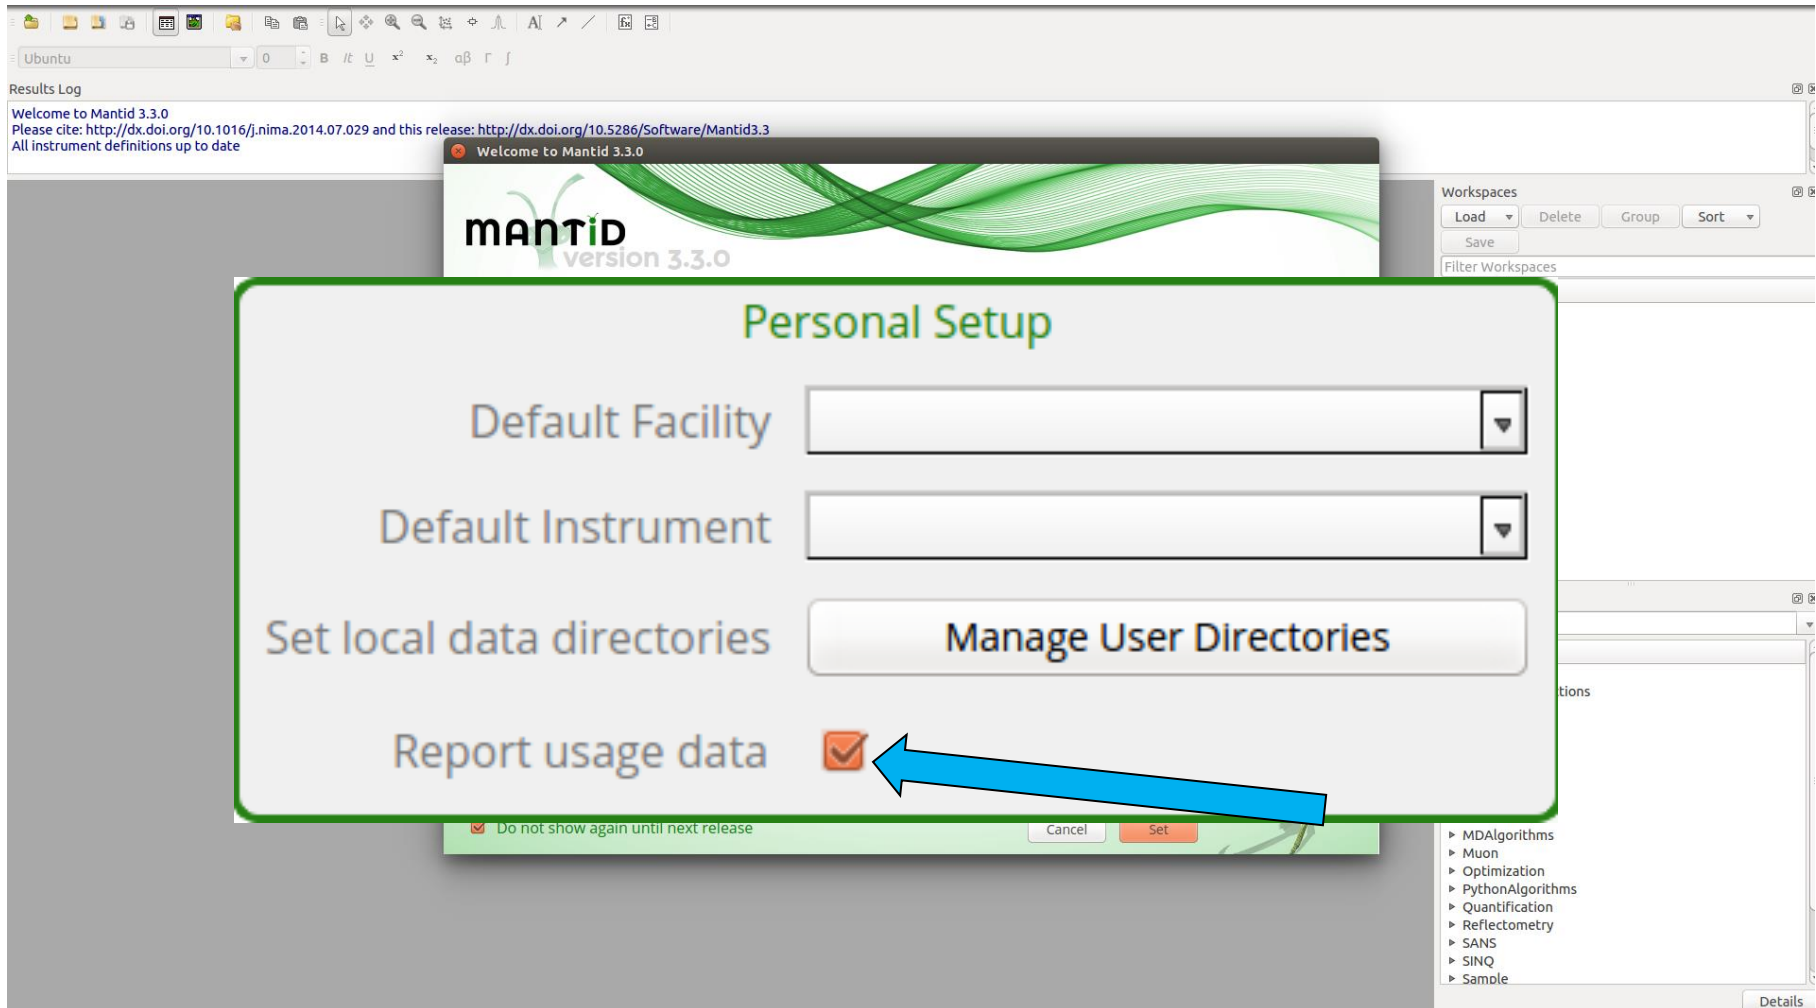 Ubuntu
0
B It U x² x₂ αβ Γ ∫
Results Log
Welcome to Mantid 3.3.0
Please cite: http://dx.doi.org/10.1016/j.nima.2014.07.029 and this release: http://dx.doi.org/10.5286/Software/Mantid3.3
All instrument definitions up to date
Welcome to Mantid 3.3.0
MANTiD
version 3.3.0
Workspaces
Load Delete Group Sort
Save
Filter Workspaces
Personal Setup
Default Facility
Default Instrument
Set local data directories Manage User Directories
Report usage data
Do not show again until next release Cancel Set
tions
MDAlgorithms
Muon
Optimization
PythonAlgorithms
Quantification
Reflectometry
SANS
SINQ
Sample
Details